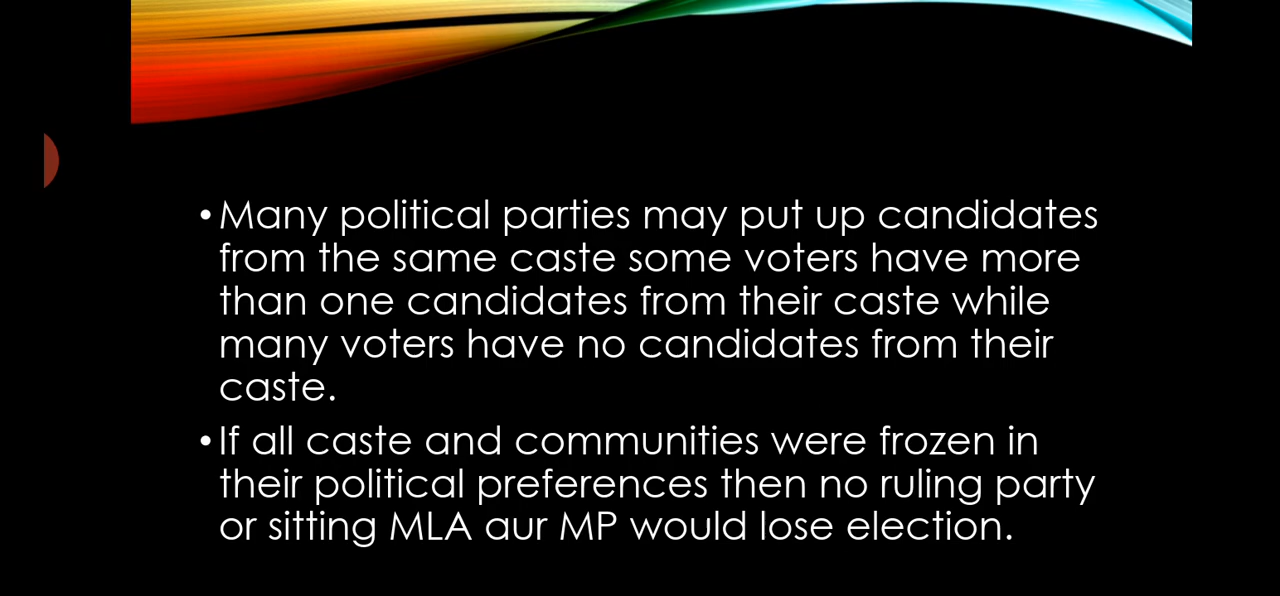 • Many political parties may put up candidates
from the same caste some voters have more
than one candidates from their caste while
many voters have no candidates from their
caste.
• If all caste and communities were frozen in
their political preferences then no ruling party
or sitting MLA aur MP would lose election.